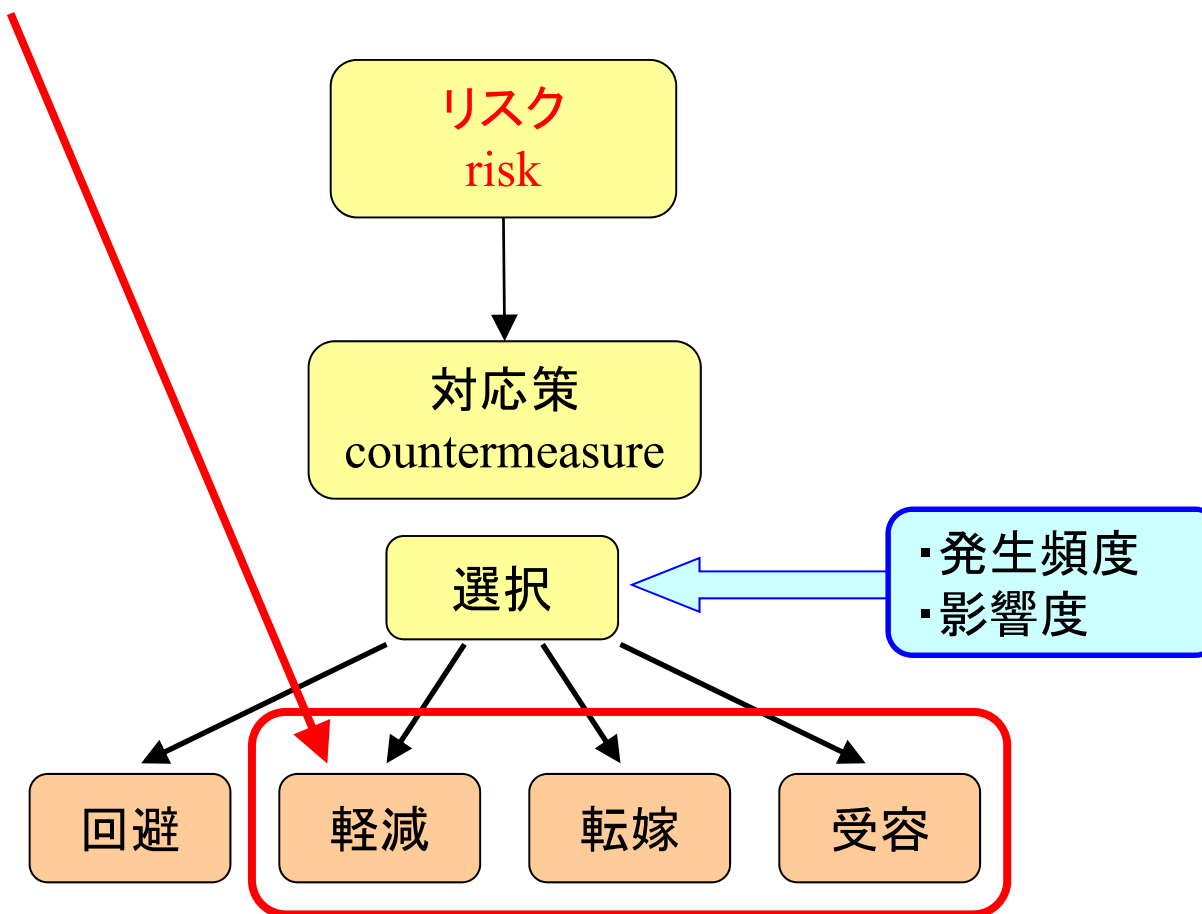 リスク
risk
対応策
countermeasure
選択
・発生頻度
・影響度
回避
軽減
転嫁
受容